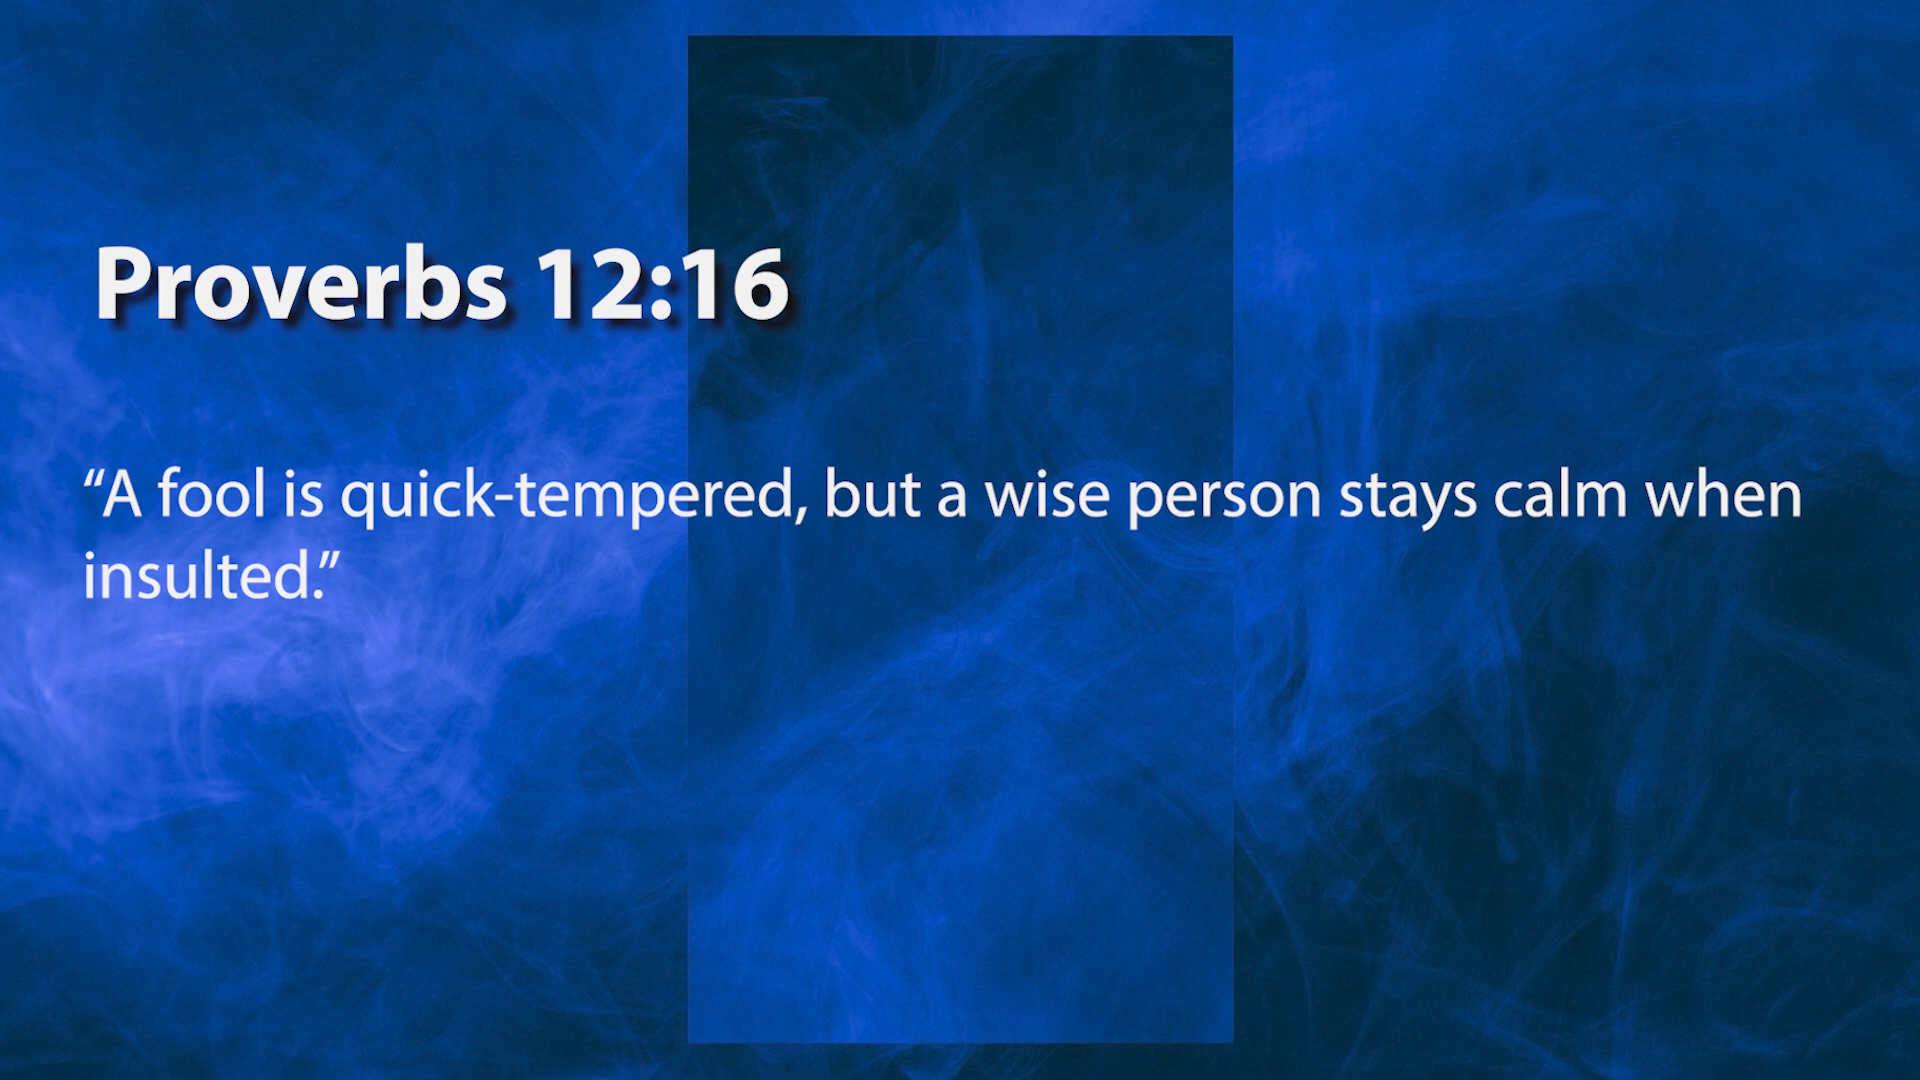 Proverbs 12:16
“A fool is quick-tempered, but a wise person stays calm when
insulted.”